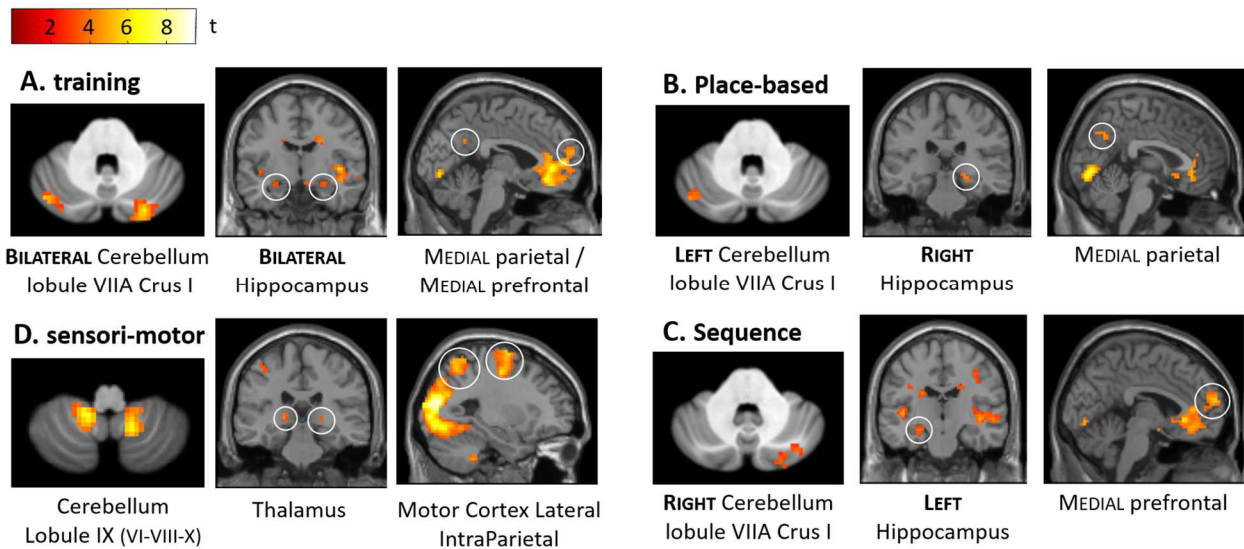 2 4 6 8 t
A. training
BILATERAL Cerebellum
lobule VIIA Crus I
BILATERAL
Hippocampus
MEDIAL parietal /
MEDIAL prefrontal
B. Place-based
LEFT Cerebellum
lobule VIIA Crus I
RIGHT
Hippocampus
MEDIAL parietal
D. sensori-motor
Cerebellum
Lobule IX (VI-VIII-X)
Thalamus
Motor Cortex Lateral
IntraParietal
C. Sequence
RIGHT Cerebellum
lobule VIIA Crus I
LEFT
Hippocampus
MEDIAL prefrontal